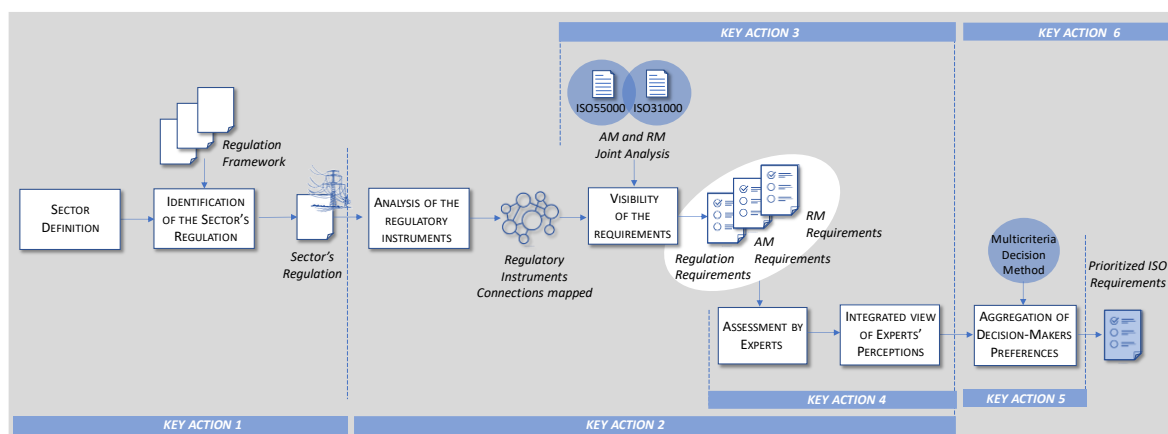 KEY ACTION 3
KEY ACTION 6
ISO55000
ISO31000
AM and RM
Joint Analysis
Regulation
Framework
SECTOR
DEFINITION
IDENTIFICATION
OF THE SECTOR'S
REGULATION
Sector's
Regulation
ANALYSIS OF THE
REGULATORY
INSTRUMENTS
Regulatory
Instruments
Connections mapped
VISIBILITY
OF THE
REQUIREMENTS
Regulation
Requirements
AM
Requirements
RM
Requirements
ASSESSMENT BY
EXPERTS
INTEGRATED VIEW
OF EXPERTS'
PERCEPTIONS
Multicriteria
Decision
Method
AGGREGATION OF
DECISION-MAKERS
PREFERENCES
Prioritized ISO
Requirements
KEY ACTION 4
KEY ACTION 5
KEY ACTION 1
KEY ACTION 2